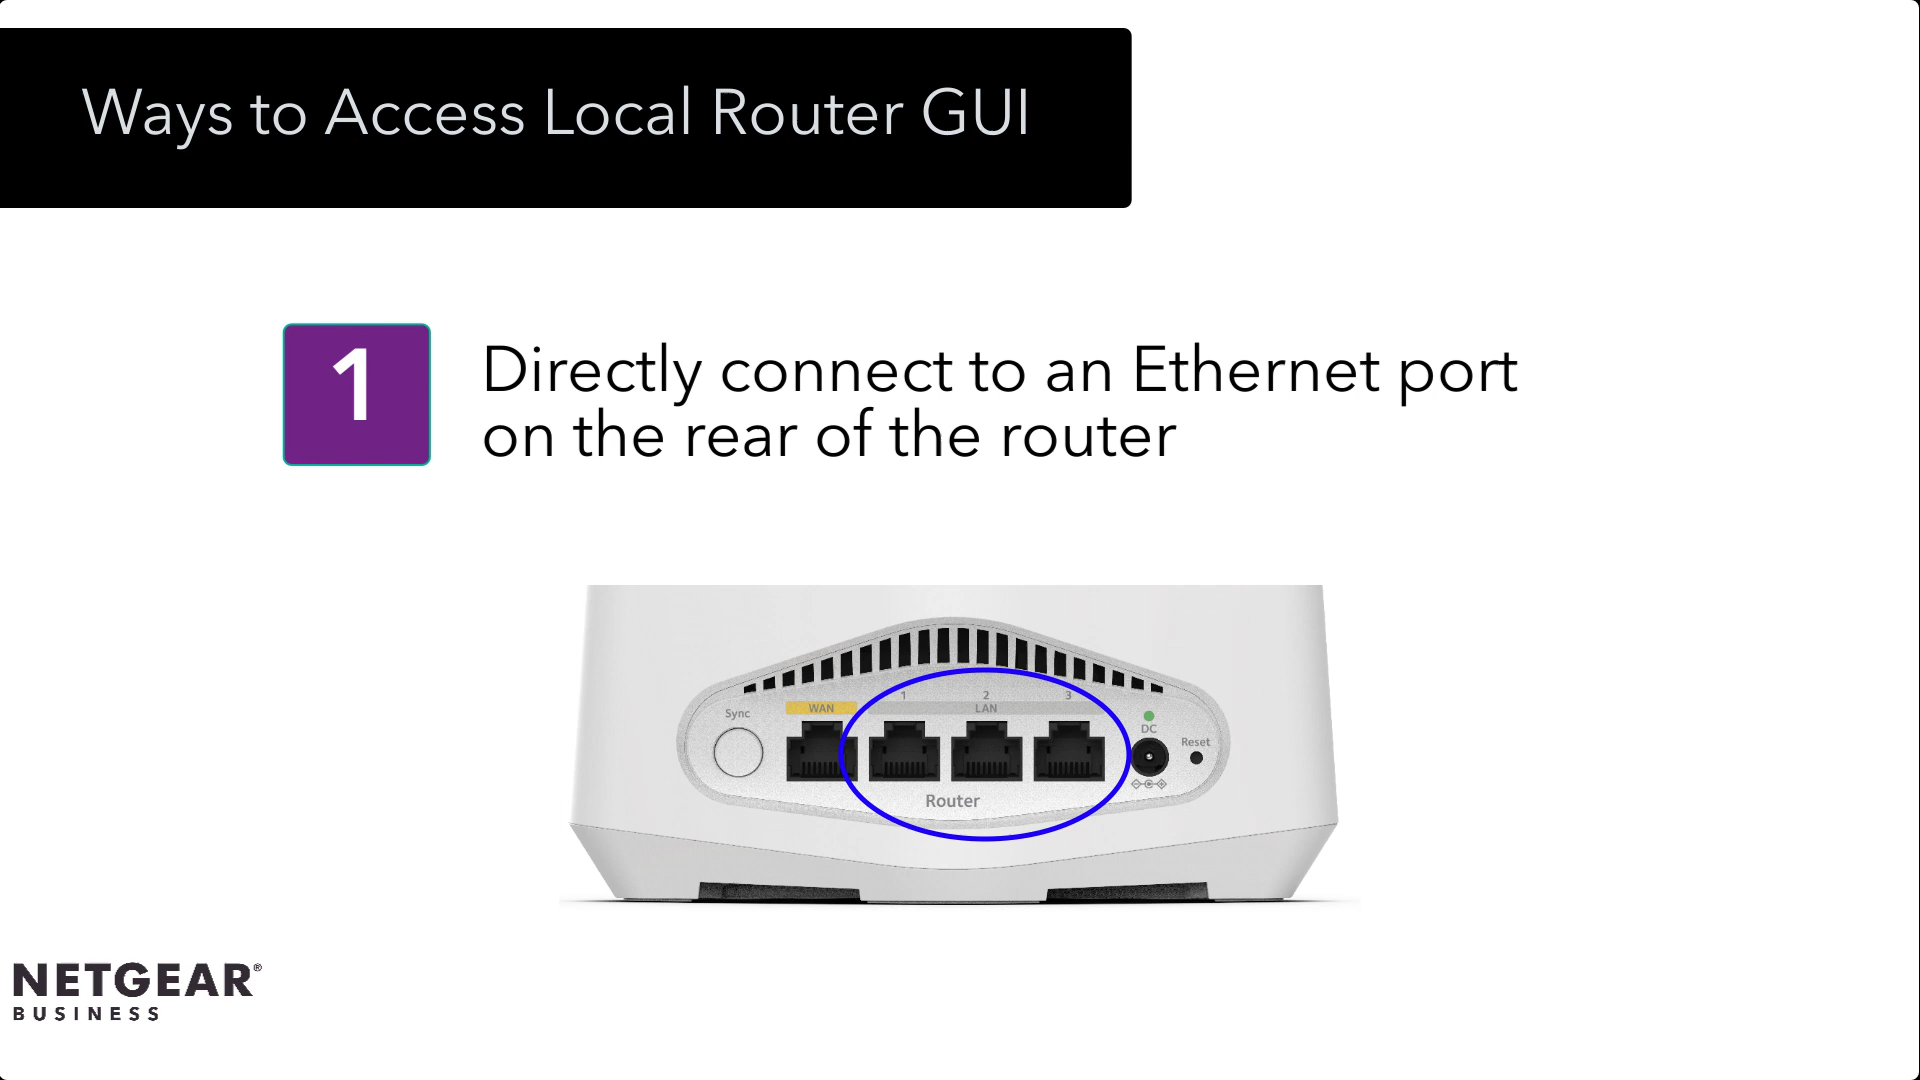 Ways to Access Local Router GUI
1
Directly connect to an Ethernet port
on the rear of the router
1 2 3
Sync WAN LAN
DC
Reset
Router
NETGEAR®
BUSINESS